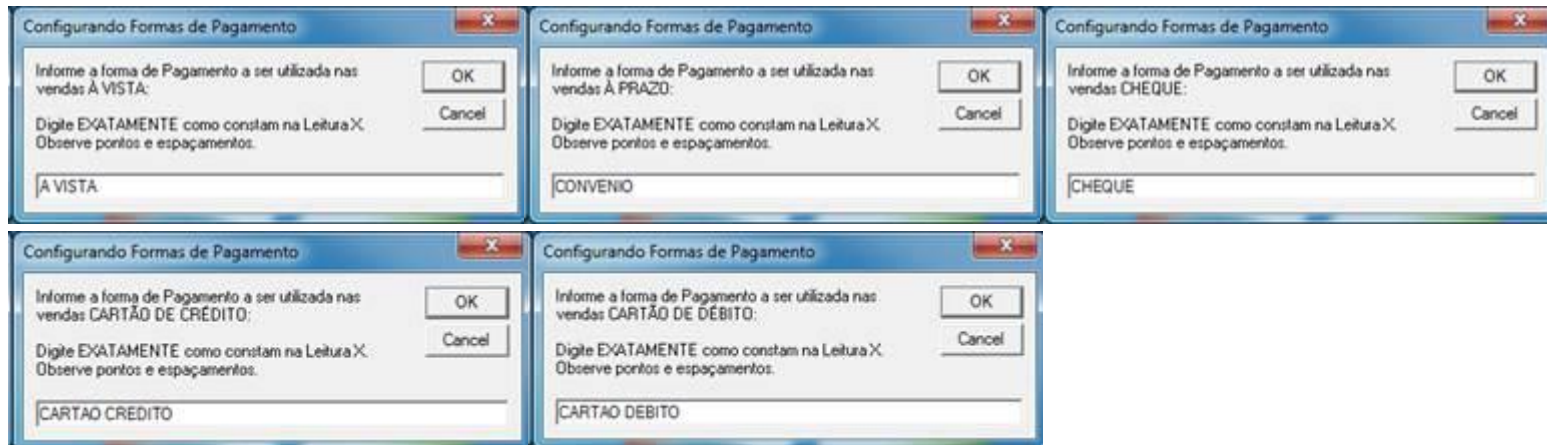 Configurando Formas de Pagamento
Informe a forma de Pagamento a ser utilizada nas
vendas À VISTA:
Digite EXATAMENTE como constam na Leitura X.
Observe pontos e espaçamentos.
OK
Cancel
A VISTA
Configurando Formas de Pagamento
Informe a forma de Pagamento a ser utilizada nas
vendas À PRAZO:
Digite EXATAMENTE como constam na Leitura X.
Observe pontos e espaçamentos.
OK
Cancel
CONVENIO
Configurando Formas de Pagamento
Informe a forma de Pagamento a ser utilizada nas
vendas CHEQUE:
Digite EXATAMENTE como constam na Leitura X.
Observe pontos e espaçamentos.
OK
Cancel
CHEQUE
Configurando Formas de Pagamento
Informe a forma de Pagamento a ser utilizada nas
vendas CARTÃO DE CRÉDITO:
Digite EXATAMENTE como constam na Leitura X.
Observe pontos e espaçamentos.
OK
Cancel
CARTAO CREDITO
Configurando Formas de Pagamento
Informe a forma de Pagamento a ser utilizada nas
vendas CARTÃO DE DÉBITO:
Digite EXATAMENTE como constam na Leitura X.
Observe pontos e espaçamentos.
OK
Cancel
CARTAO DEBITO